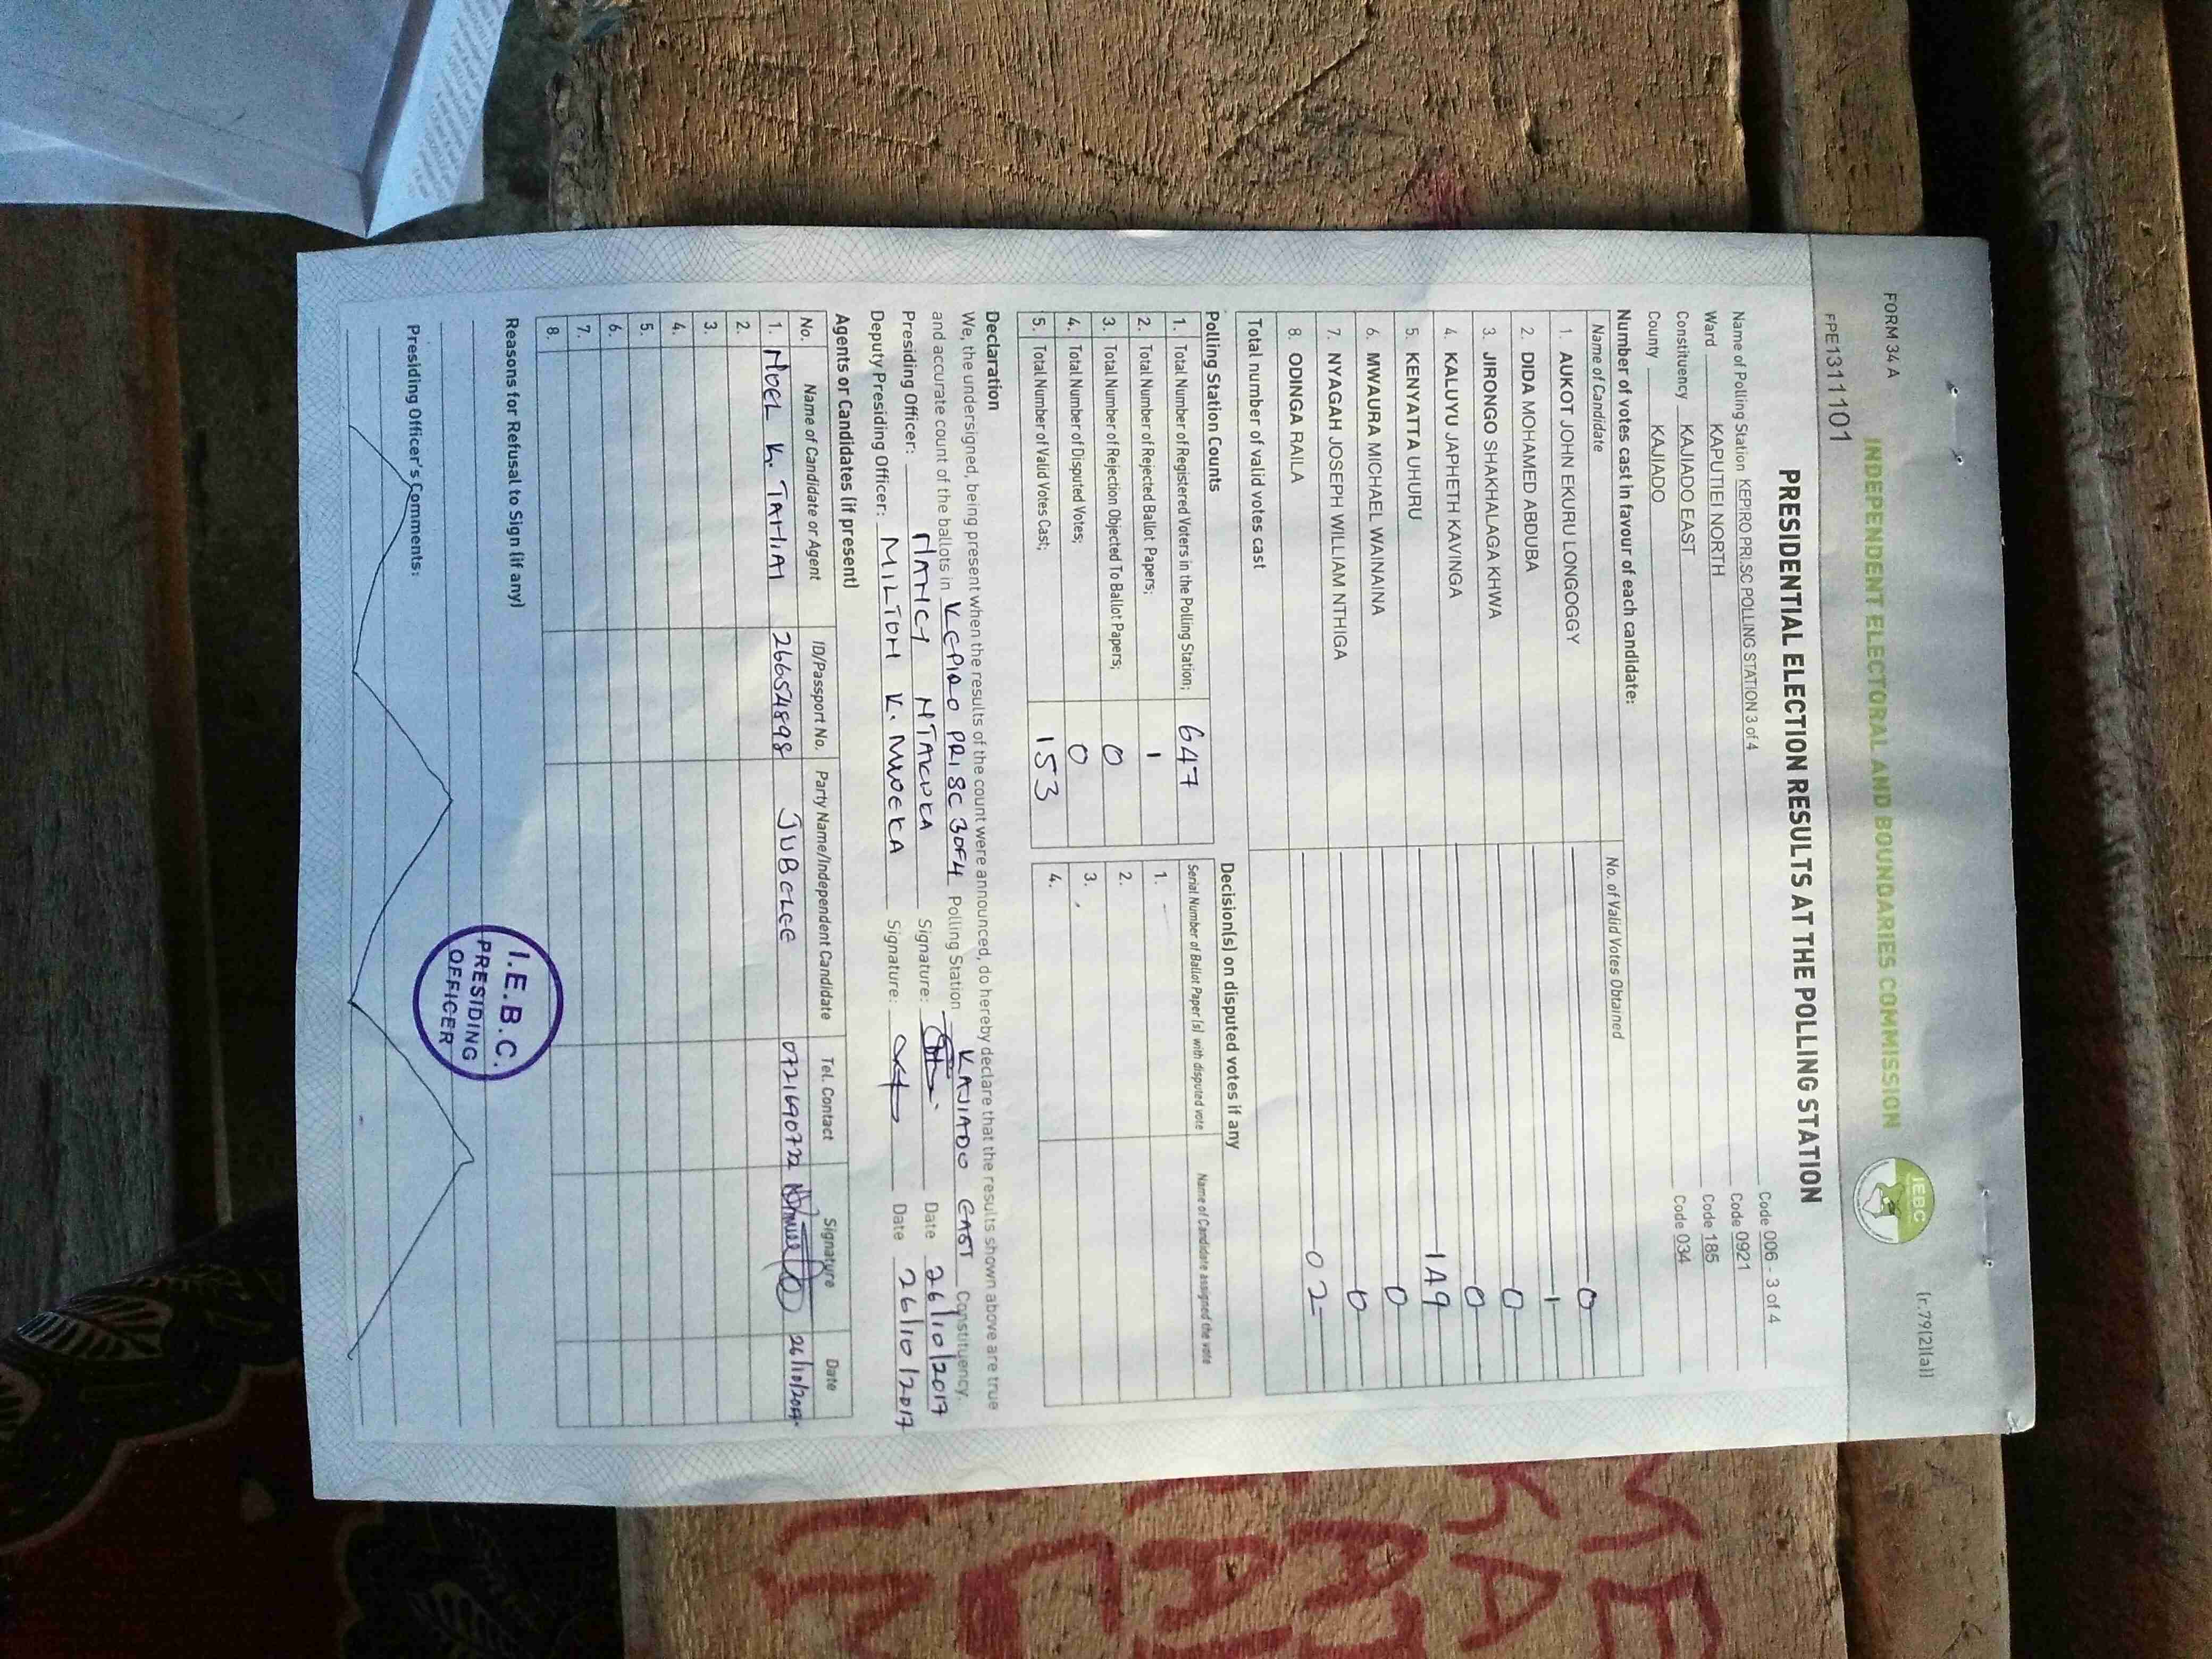 FORM 34 A
(r.79(2)(a))
INDEPENDENT ELECTORAL AND BOUNDARIES COMMISSION
IEBC
FPE1311101
PRESIDENTIAL ELECTION RESULTS AT THE POLLING STATION
Name of Polling Station KEPIRO PRI.SC POLLING STATION 3 of 4 Code 006 - 3 of 4
Ward KAPUTIEI NORTH Code 0921
Constituency KAJIADO EAST Code 185
County KAJIADO Code 034
Number of votes cast in favour of each candidate:
Name of Candidate No. of Valid Votes Obtained
1. AUKOT JOHN EKURU LONGOGGY 0
2. DIDA MOHAMED ABDUBA 1
3. JIRONGO SHAKHALAGA KHWA 0
4. KALUYU JAPHETH KAVINGA 0
5. KENYATTA UHURU 149
6. MWAURA MICHAEL WAINAINA 0
7. NYAGAH JOSEPH WILLIAM NTHIGA 0
8. ODINGA RAILA 02
Total number of valid votes cast
Polling Station Counts
1. Total Number of Registered Voters in the Polling Station; 647
2. Total Number of Rejected Ballot Papers; 1
3. Total Number of Rejection Objected To Ballot Papers; 0
4. Total Number of Disputed Votes; 0
5. Total Number of Valid Votes Cast; 153
Decision(s) on disputed votes if any
Serial Number of Ballot Paper (s) with disputed vote Name of Candidate assigned the vote
1.
2.
3.
4.
Declaration
We, the undersigned, being present when the results of the count were announced, do hereby declare that the results shown above are true
and accurate count of the ballots in KEPIRO PRI SC 3OF4 Polling Station KAJIADO EAST Constituency.
Presiding Officer: NANCY Signature: Date 26/10/2017
Deputy Presiding Officer: MILTON K. Signature: Date 26/10/2017
Agents or Candidates (if present)
No. Name of Candidate or Agent ID/Passport No. Party Name/Independent Candidate Tel. Contact Signature Date
1. NOEL K. 26654898 JUBELEE 0721690722 26/10/2017
2.
3.
4.
5.
6.
7.
8.
Reasons for Refusal to Sign (if any)
Presiding Officer's Comments:
I.E.B.C.
PRESIDING
OFFICER